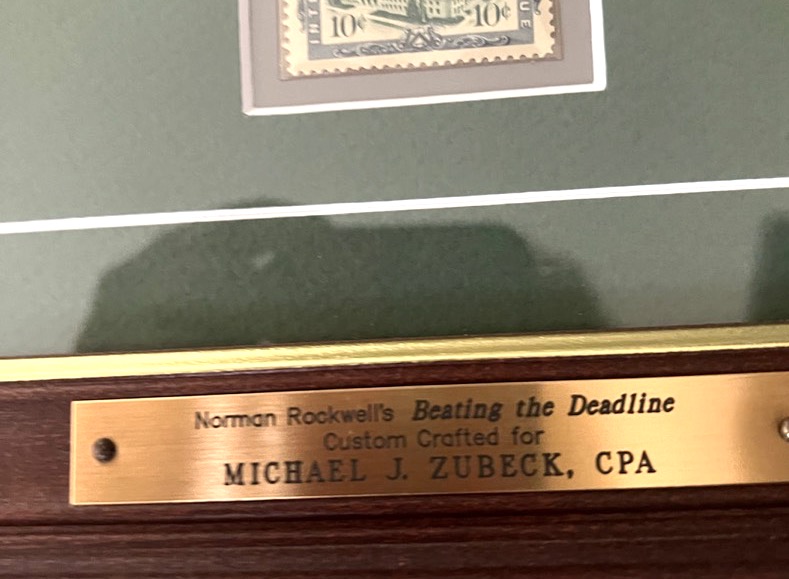 10¢ 10¢
Norman Rockwell's Beating the Deadline
Custom Crafted for
MICHAEL J. ZUBECK, CPA